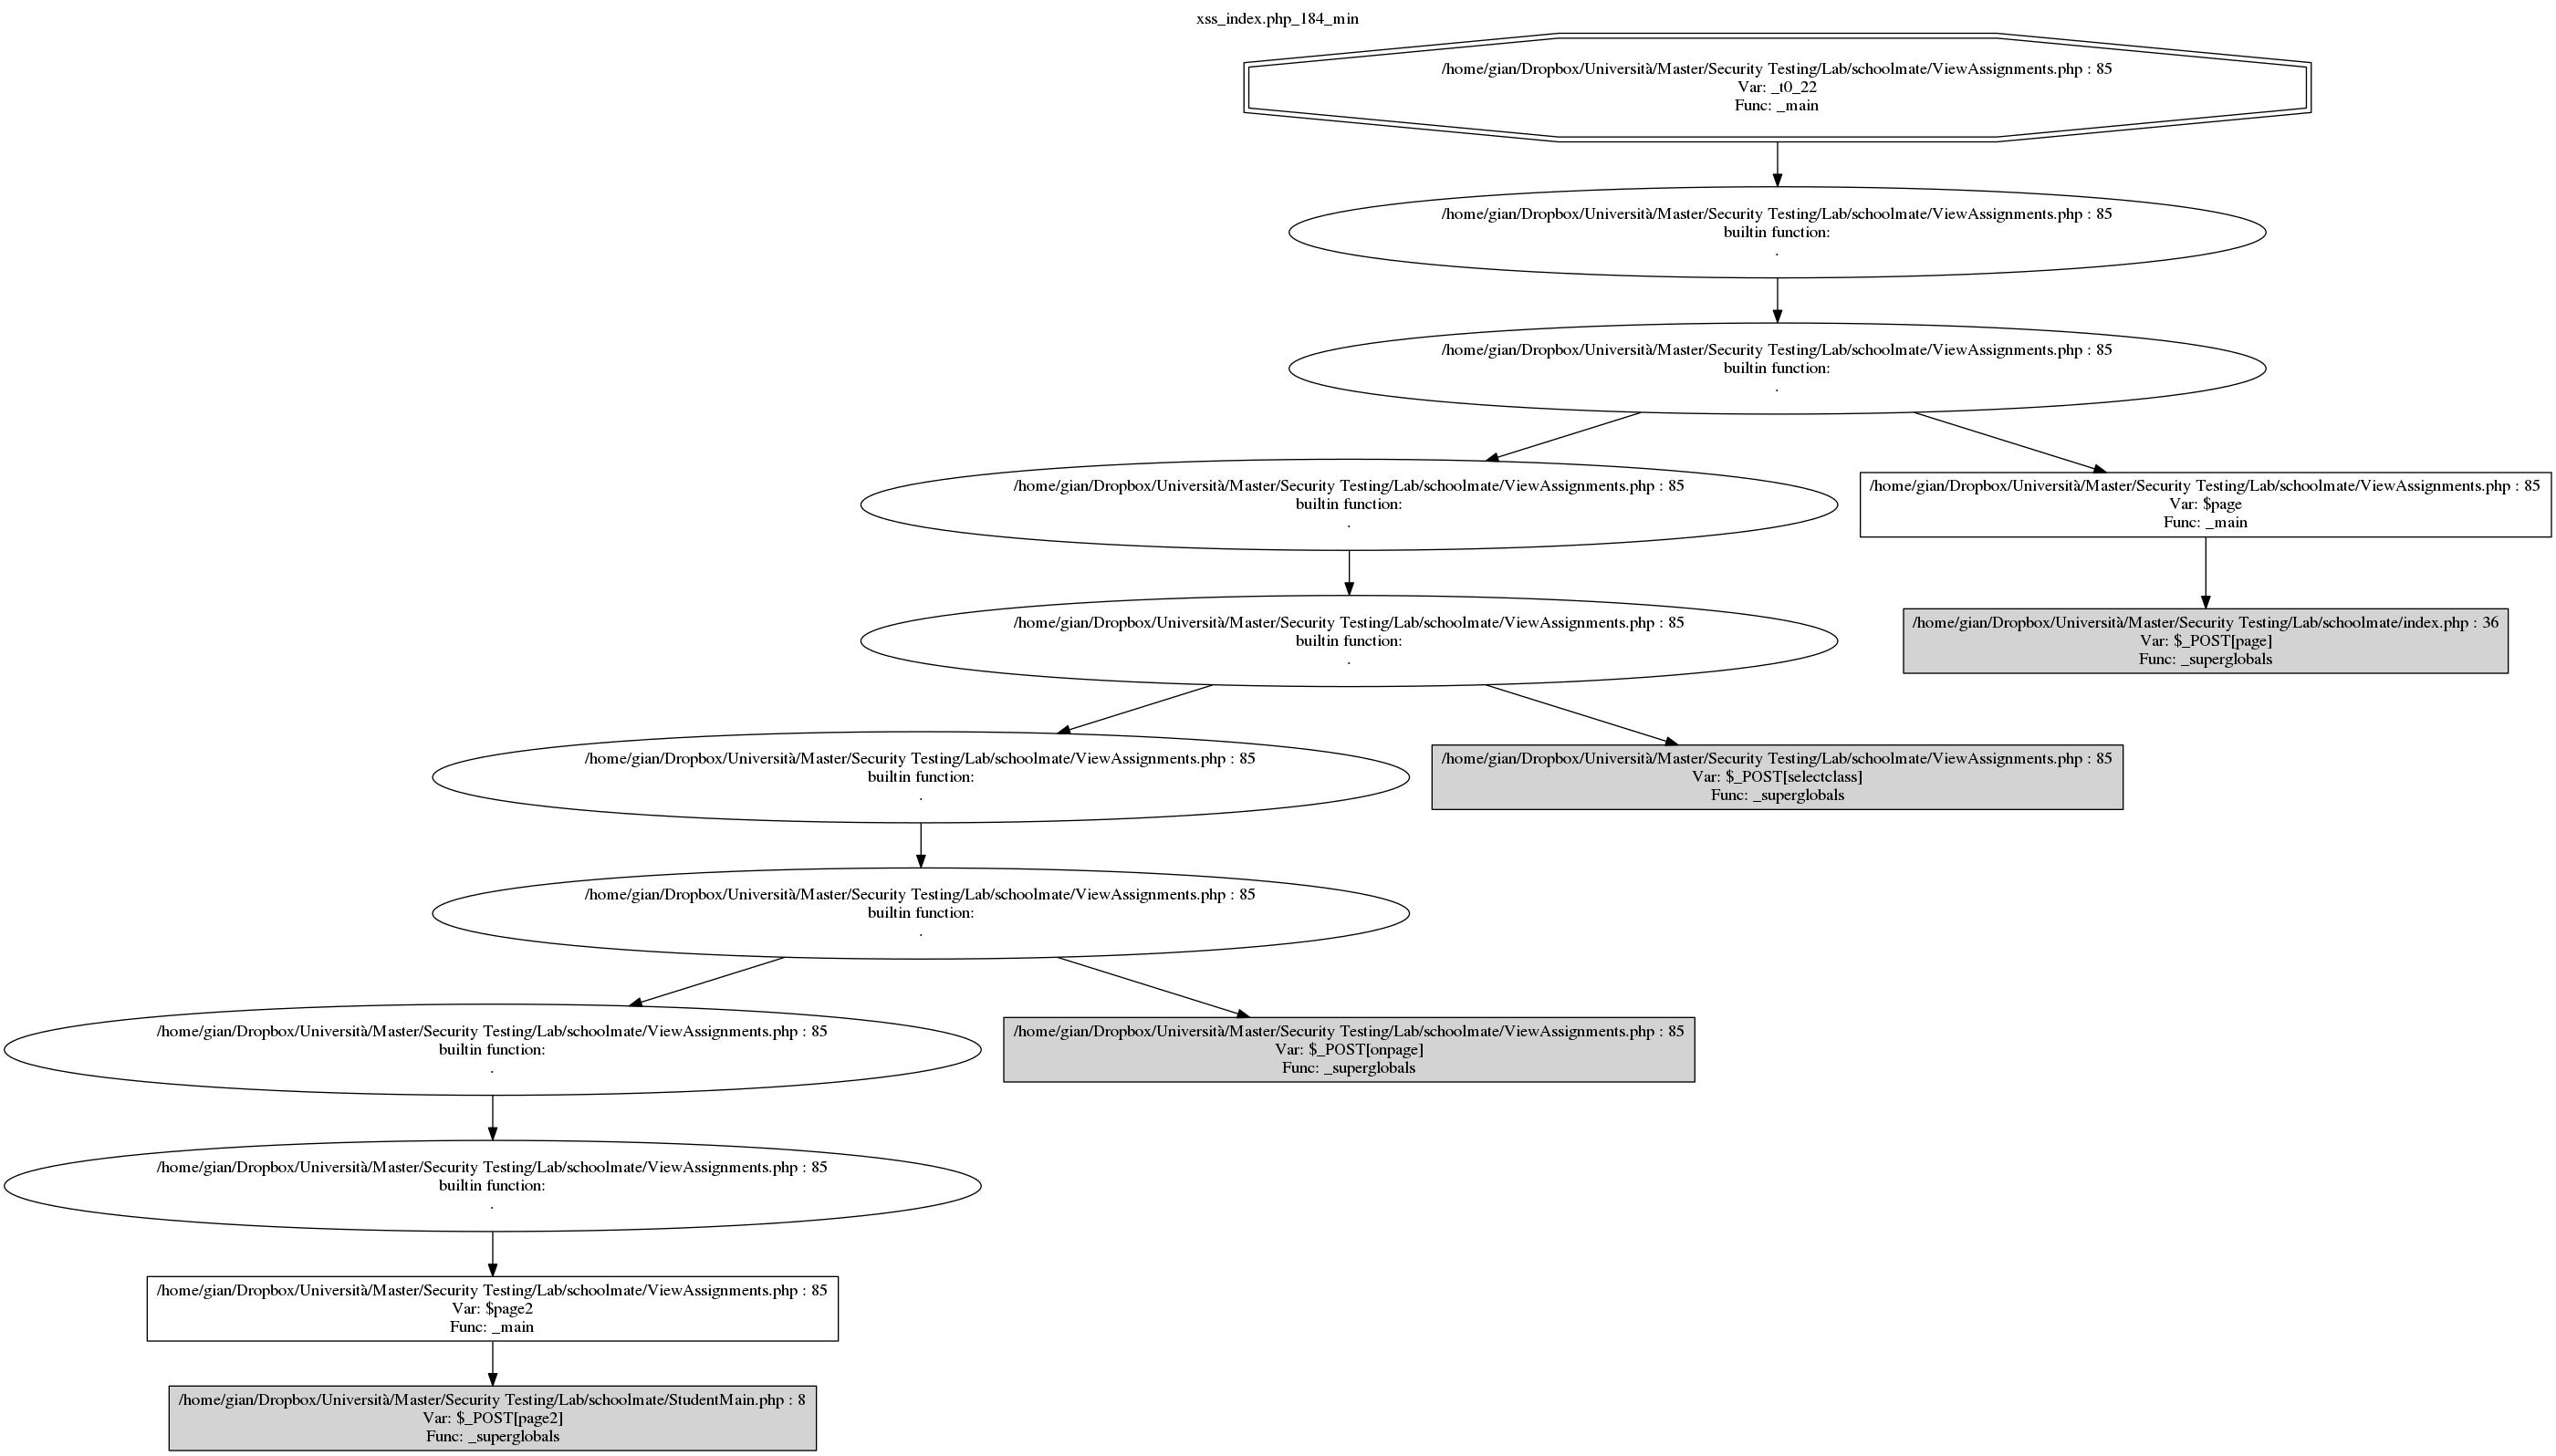 xss_index.php_184_min
/home/gian/Dropbox/Università/Master/Security Testing/Lab/schoolmate/ViewAssignments.php : 85
Var: _t0_22
Func: _main
/home/gian/Dropbox/Università/Master/Security Testing/Lab/schoolmate/ViewAssignments.php : 85
builtin function:
.
/home/gian/Dropbox/Università/Master/Security Testing/Lab/schoolmate/ViewAssignments.php : 85
builtin function:
.
/home/gian/Dropbox/Università/Master/Security Testing/Lab/schoolmate/ViewAssignments.php : 85
builtin function:
.
/home/gian/Dropbox/Università/Master/Security Testing/Lab/schoolmate/ViewAssignments.php : 85
Var: $page
Func: _main
/home/gian/Dropbox/Università/Master/Security Testing/Lab/schoolmate/ViewAssignments.php : 85
builtin function:
.
/home/gian/Dropbox/Università/Master/Security Testing/Lab/schoolmate/index.php : 36
Var: $_POST[page]
Func: _superglobals
/home/gian/Dropbox/Università/Master/Security Testing/Lab/schoolmate/ViewAssignments.php : 85
builtin function:
.
/home/gian/Dropbox/Università/Master/Security Testing/Lab/schoolmate/ViewAssignments.php : 85
Var: $_POST[selectclass]
Func: _superglobals
/home/gian/Dropbox/Università/Master/Security Testing/Lab/schoolmate/ViewAssignments.php : 85
builtin function:
.
/home/gian/Dropbox/Università/Master/Security Testing/Lab/schoolmate/ViewAssignments.php : 85
builtin function:
.
/home/gian/Dropbox/Università/Master/Security Testing/Lab/schoolmate/ViewAssignments.php : 85
Var: $_POST[onpage]
Func: _superglobals
/home/gian/Dropbox/Università/Master/Security Testing/Lab/schoolmate/ViewAssignments.php : 85
builtin function:
.
/home/gian/Dropbox/Università/Master/Security Testing/Lab/schoolmate/ViewAssignments.php : 85
Var: $page2
Func: _main
/home/gian/Dropbox/Università/Master/Security Testing/Lab/schoolmate/StudentMain.php : 8
Var: $_POST[page2]
Func: _superglobals